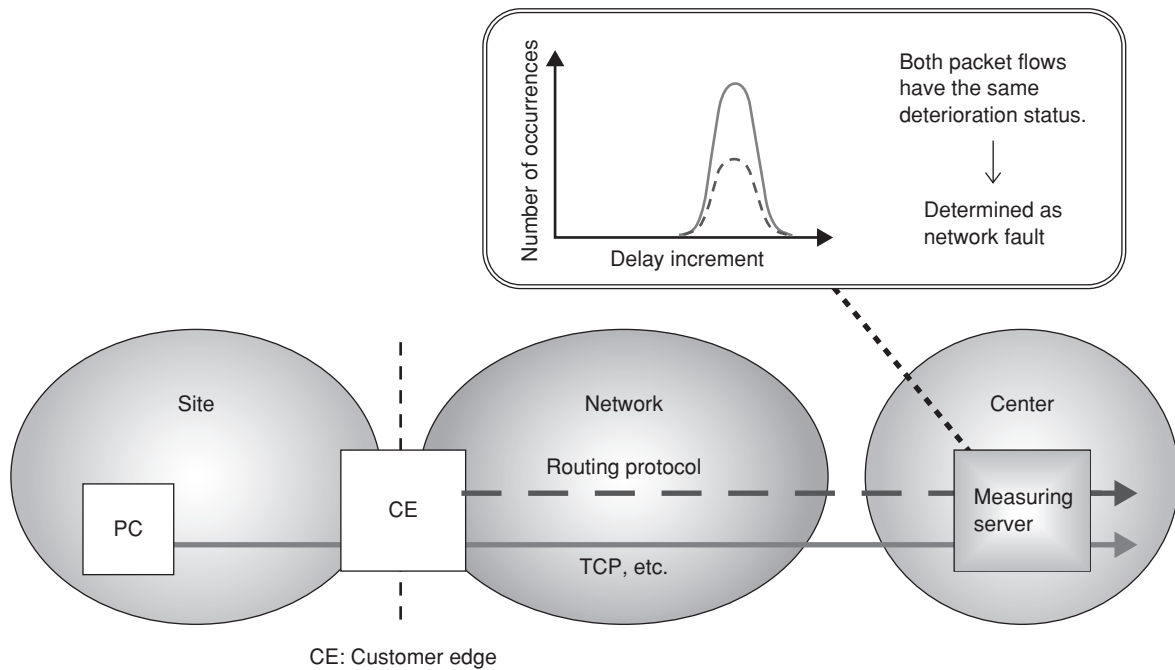 Number of occurrences
Delay increment
Both packet flows
have the same
deterioration status.
Determined as
network fault
Site
Network
Center
PC
CE
Routing protocol
TCP, etc.
Measuring
server
CE: Customer edge